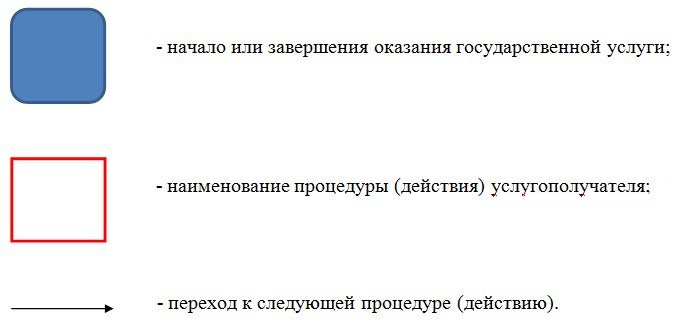 - начало или завершения оказания государственной услуги;
- наименование процедуры (действия) услугополучателя;
- переход к следующей процедуре (действию).